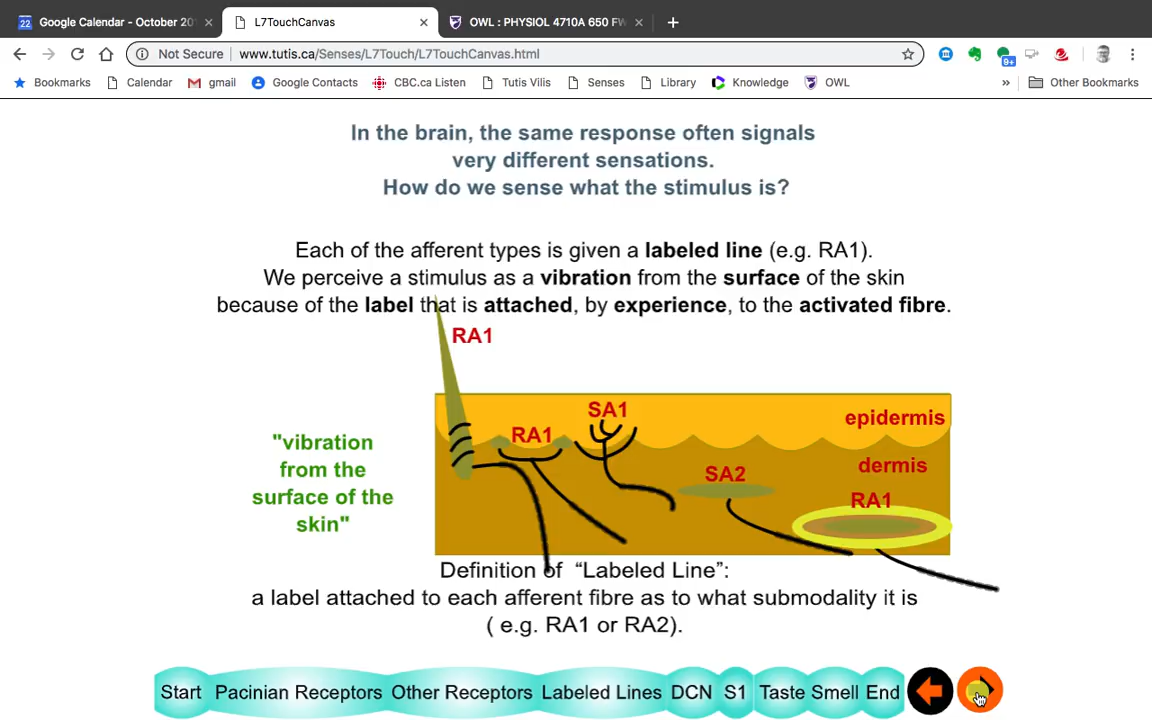 22 Google Calendar - October 20
L7TouchCanvas
OWL : PHYSIOL 4710A 650 FW
Not Secure www.tutis.ca/Senses/L7Touch/L7TouchCanvas.html
9+
Bookmarks Calendar gmail Google Contacts CBC.ca Listen Tutis Vilis Senses Library Knowledge OWL » Other Bookmarks
In the brain, the same response often signals
very different sensations.
How do we sense what the stimulus is?
Each of the afferent types is given a labeled line (e.g. RA1).
We perceive a stimulus as a vibration from the surface of the skin
because of the label that is attached, by experience, to the activated fibre.
RA1
SA1
epidermis
RA1
"vibration
from the
surface of the
skin"
dermis
SA2
RA1
Definition of “Labeled Line”:
a label attached to each afferent fibre as to what submodality it is
( e.g. RA1 or RA2).
Start Pacinian Receptors Other Receptors Labeled Lines DCN S1 Taste Smell End